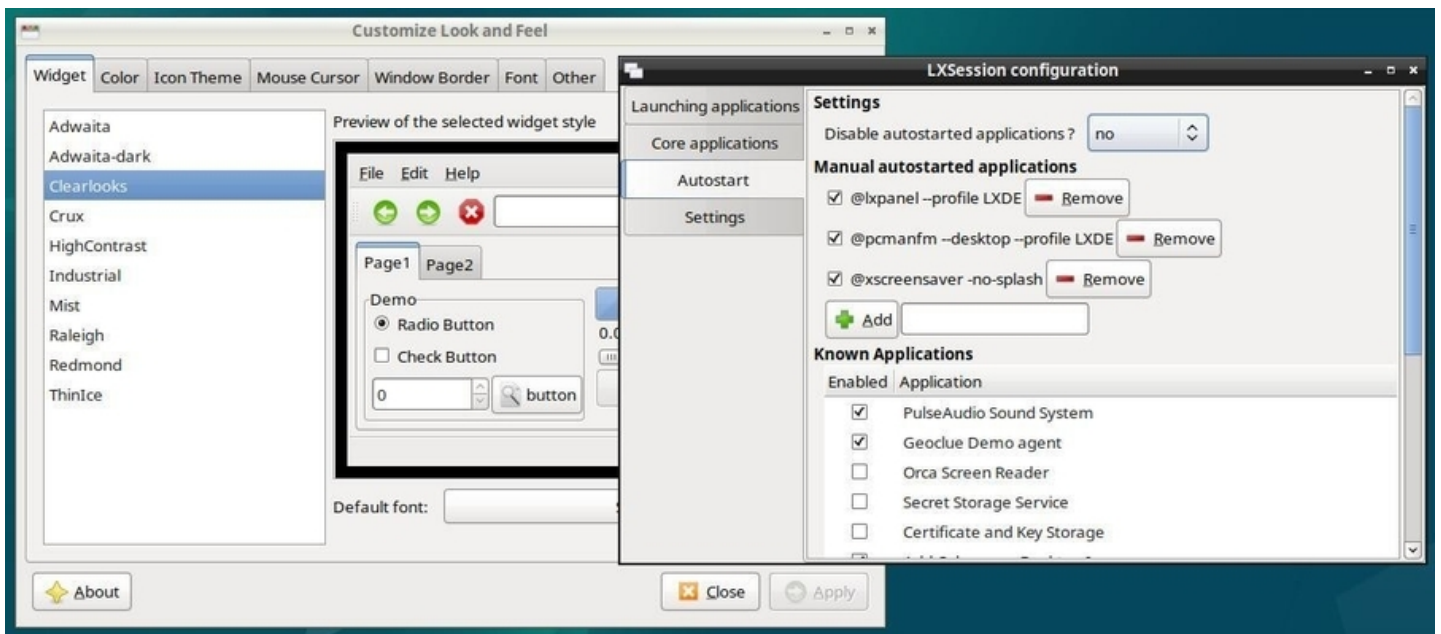 Customize Look and Feel
Widget Color Icon Theme Mouse Cursor Window Border Font Other
Adwaita
Adwaita-dark
Clearlooks
Crux
HighContrast
Industrial
Mist
Raleigh
Redmond
ThinIce
Preview of the selected widget style
File Edit Help
Page1 Page2
Demo
Radio Button
Check Button
0
button
Default font:
About
Close
Apply
LXSession configuration
Launching applications
Core applications
Autostart
Settings
Settings
Disable autostarted applications ? no
Manual autostarted applications
@lxpanel --profile LXDE Remove
@pcmanfm --desktop --profile LXDE Remove
@xscreensaver -no-splash Remove
Add
Known Applications
Enabled Application
PulseAudio Sound System
Geoclue Demo agent
Orca Screen Reader
Secret Storage Service
Certificate and Key Storage